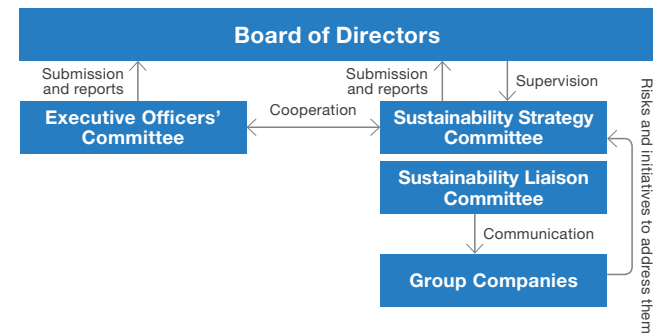 Board of Directors
Submission
and reports
Submission
and reports
Supervision
Executive Officers'
Committee
Cooperation
Sustainability Strategy
Committee
Sustainability Liaison
Committee
Communication
Group Companies
Risks and initiatives to address them